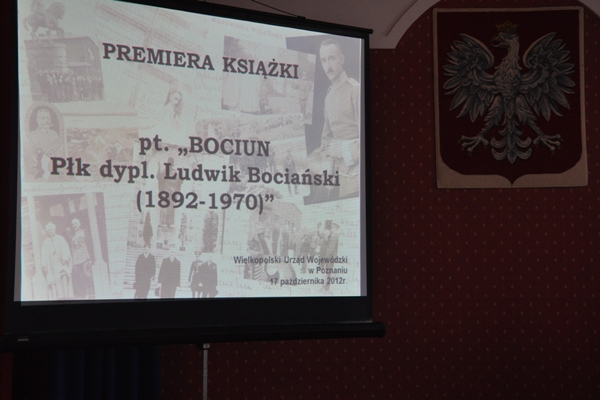 PREMIERA KSIĄŻKI
pt. „BOCIUN
Płk dypl. Ludwik Bociański
(1892-1970)”
Wielkopolski Urząd Wojewódzki
w Poznaniu
17 października 2012r.